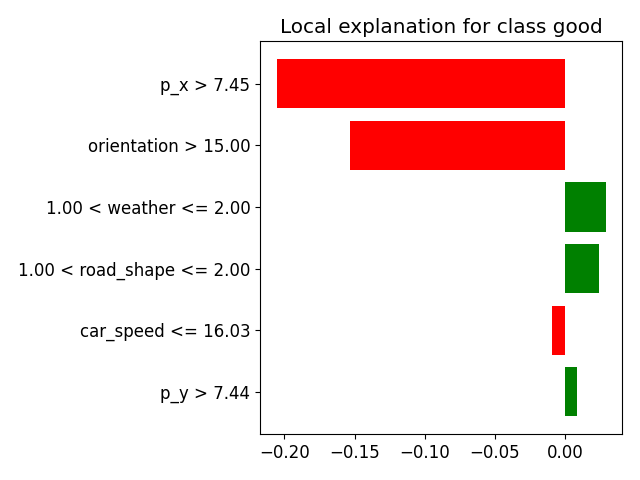 Local explanation for class good
p_x > 7.45
orientation > 15.00
1.00 < weather <= 2.00
1.00 < road_shape <= 2.00
car_speed <= 16.03
p_y > 7.44
−0.20 −0.15 −0.10 −0.05 0.00